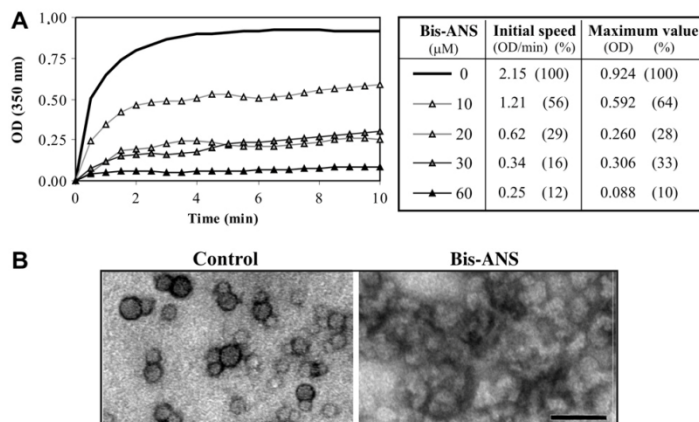 A
OD (350 nm)
1,00
0.75
0.50
0.25
0.00
0 2 4 6 8 10
Time (min)
Bis-ANS Initial speed Maximum value
(μM) (OD/min) (%) (OD) (%)
0 2.15 (100) 0.924 (100)
10 1.21 (56) 0.592 (64)
20 0.62 (29) 0.260 (28)
30 0.34 (16) 0.306 (33)
60 0.25 (12) 0.088 (10)
B
Control Bis-ANS